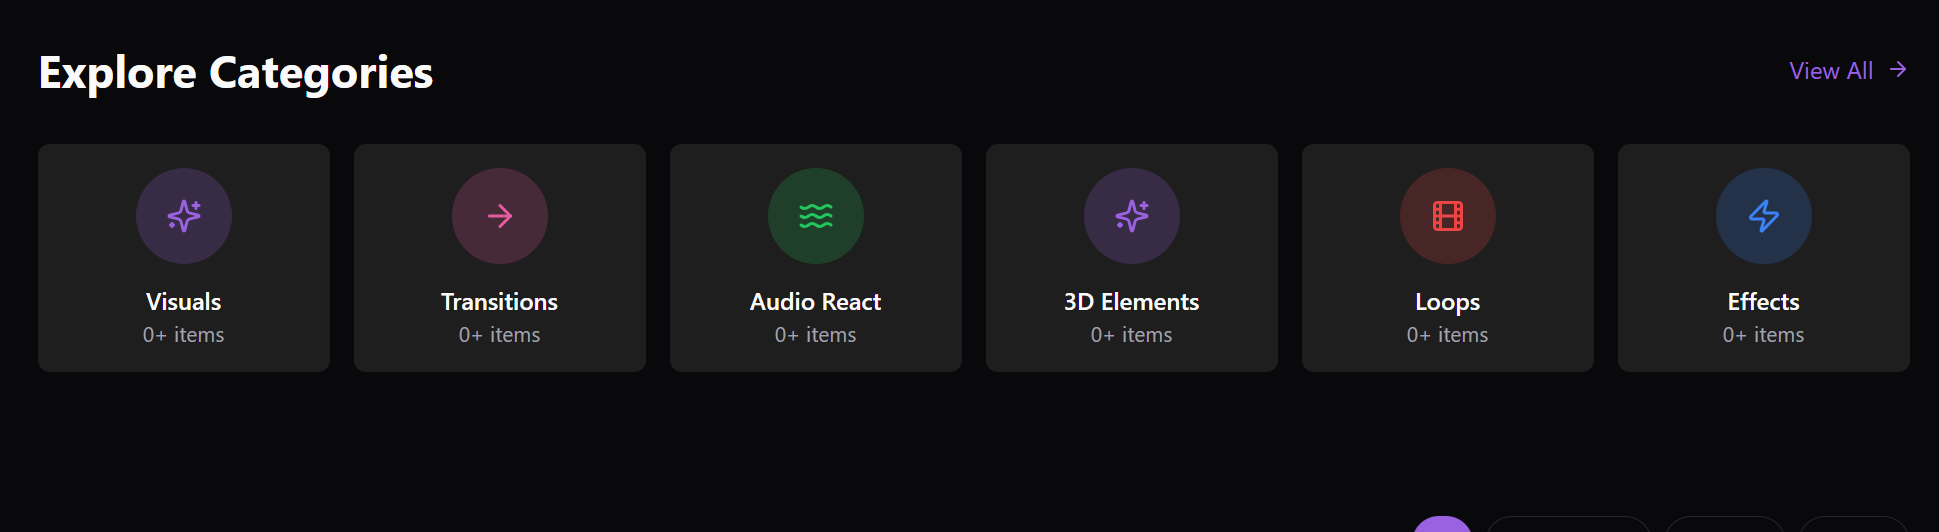 Explore Categories
View All
Visuals
0+ items
Transitions
0+ items
Audio React
0+ items
3D Elements
0+ items
Loops
0+ items
Effects
0+ items